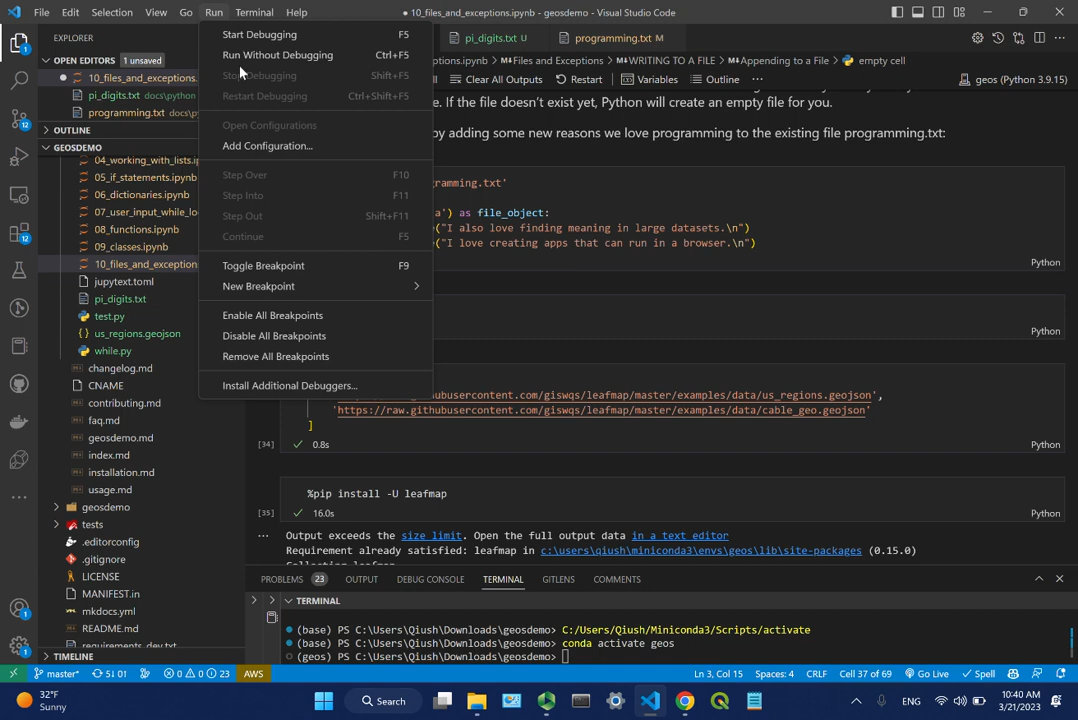 File Edit Selection View Go Run Terminal Help
● 10_files_and_exceptions.ipynb - geosdemo - Visual Studio Code
EXPLORER
OPEN EDITORS 1 unsaved
10_files_and_exceptions.
pi_digits.txt docs\python
programming.txt docs\py
OUTLINE
GEOSDEMO
04_working_with_lists.ip
05_if_statements.ipynb
06_dictionaries.ipynb
07_user_input_while_lo
08_functions.ipynb
09_classes.ipynb
10_files_and_exception
jupytext.toml
pi_digits.txt
test.py
us_regions.geojson
while.py
changelog.md
CNAME
contributing.md
faq.md
geosdemo.md
index.md
installation.md
usage.md
geosdemo
tests
.editorconfig
.gitignore
LICENSE
MANIFEST.in
mkdocs.yml
README.md
requirements_dev.txt
TIMELINE
Start Debugging F5
Run Without Debugging Ctrl+F5
Stop Debugging Shift+F5
Restart Debugging Ctrl+Shift+F5
Open Configurations
Add Configuration...
Step Over F10
Step Into F11
Step Out Shift+F11
Continue F5
Toggle Breakpoint F9
New Breakpoint
Enable All Breakpoints
Disable All Breakpoints
Remove All Breakpoints
Install Additional Debuggers...
pi_digits.txt U programming.txt M
ptions.ipynb > M↓Files and Exceptions > M↓WRITING TO A FILE > M↓Appending to a File > empty cell
ll Clear All Outputs Restart Variables Outline ··· geos (Python 3.9.15)
e. If the file doesn't exist yet, Python will create an empty file for you.
by adding some new reasons we love programming to the existing file programming.txt:
ramming.txt'
a') as file_object:
e("I also love finding meaning in large datasets.\n")
e("I love creating apps that can run in a browser.\n")
Python
Python
ubusercontent.com/giswqs/leafmap/master/examples/data/us_regions.geojson',
'https://raw.githubusercontent.com/giswqs/leafmap/master/examples/data/cable_geo.geojson'
]
[34] ✓ 0.8s Python
%pip install -U leafmap
[35] ✓ 16.0s Python
... Output exceeds the size limit. Open the full output data in a text editor
Requirement already satisfied: leafmap in c:\users\qiush\miniconda3\envs\geos\lib\site-packages (0.15.0)
Collecting leafmap
PROBLEMS 23 OUTPUT DEBUG CONSOLE TERMINAL GITLENS COMMENTS
TERMINAL
(base) PS C:\Users\Qiush\Downloads\geosdemo> C:/Users/Qiush/Miniconda3/Scripts/activate
(base) PS C:\Users\Qiush\Downloads\geosdemo> conda activate geos
(geos) PS C:\Users\Qiush\Downloads\geosdemo>
master* 5↓ 0↑ 0 0 23 AWS Ln 3, Col 15 Spaces: 4 CRLF Cell 37 of 69 Go Live Spell
32°F
Sunny
Search
ENG
10:40 AM
3/21/2023